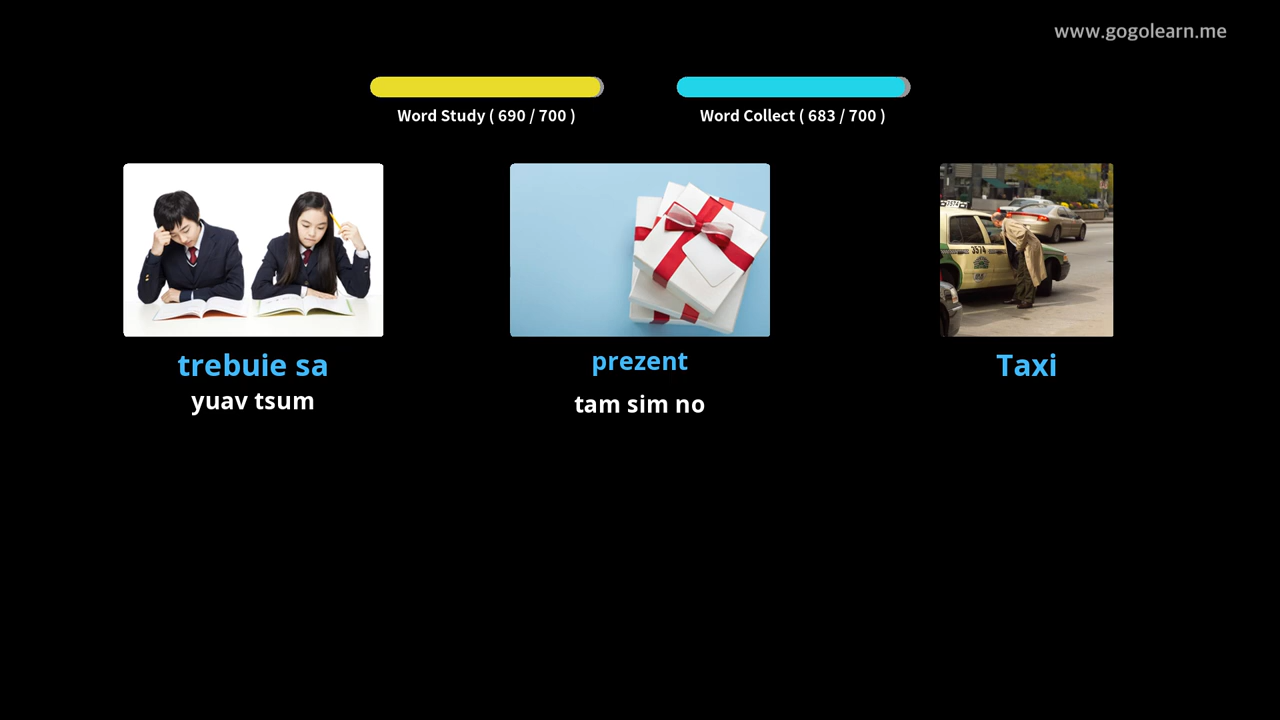 www.gogolearn.me
Word Study ( 690 / 700 )
Word Collect ( 683 / 700 )
trebuie sa
yuav tsum
prezent
tam sim no
Taxi
3574